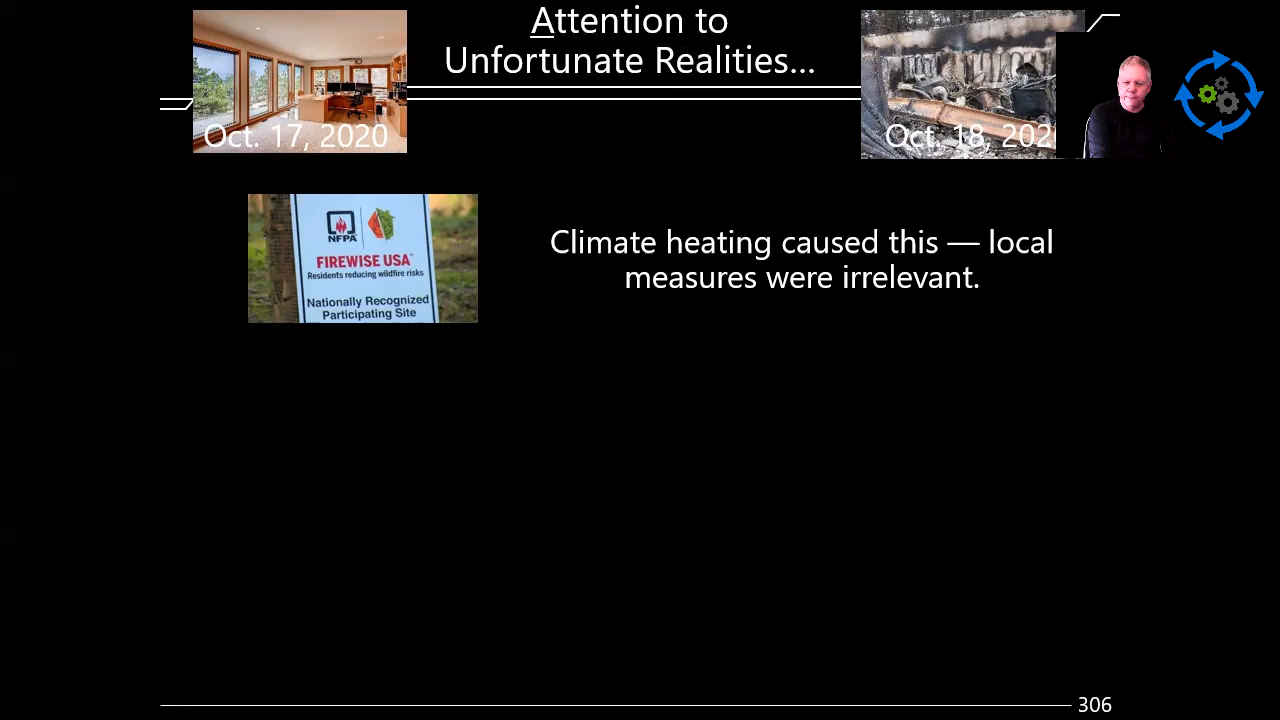 Attention to
Unfortunate Realities...
Oct. 17, 2020
Oct. 18, 202
NFPA
FIREWISE USA™
Residents reducing wildfire risks
Nationally Recognized
Participating Site
Climate heating caused this — local
measures were irrelevant.
306